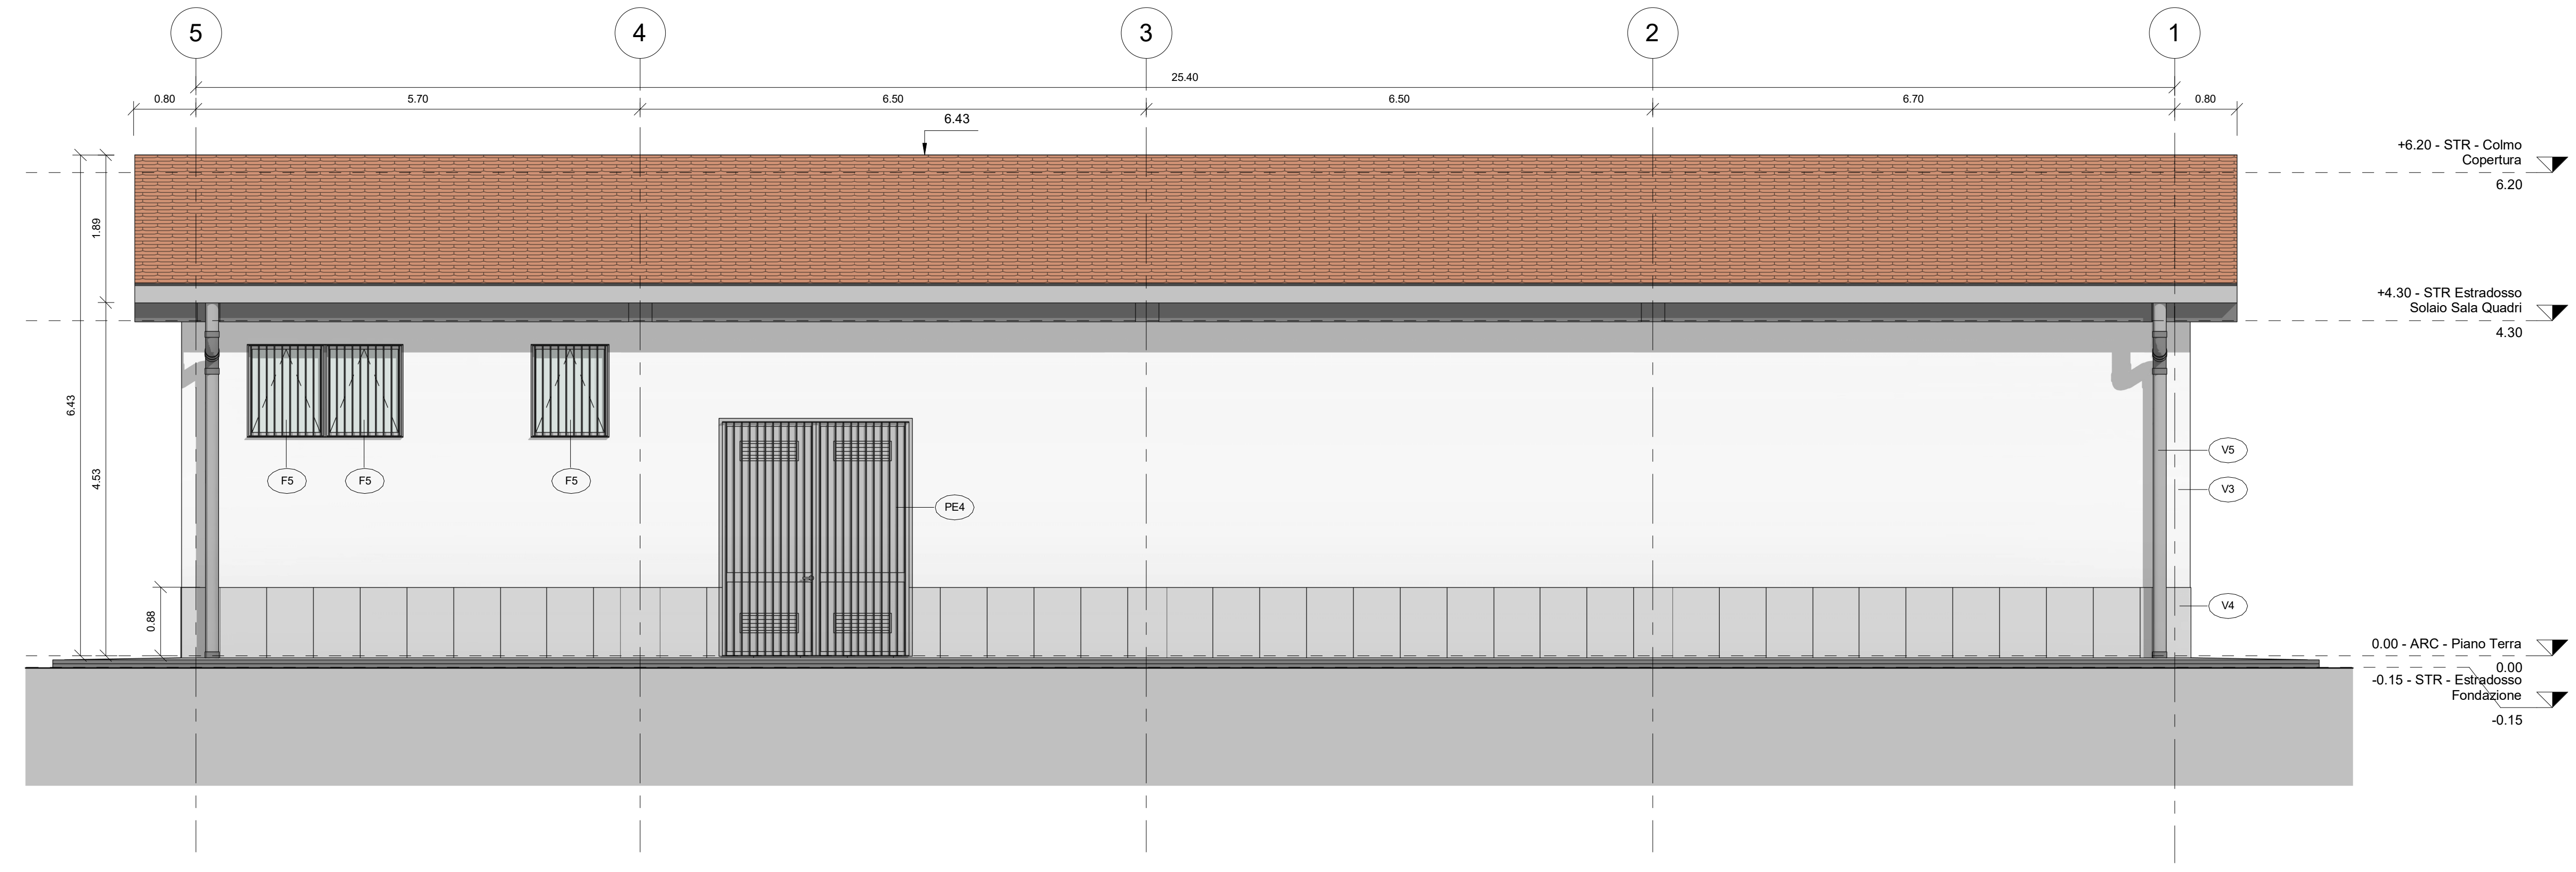 5
4
3
2
1
25.40
0.80
5.70
6.50
6.50
6.70
0.80
6.43
+6.20 - STR - Colmo
Copertura
6.20
1.89
+4.30 - STR Estradosso
Solaio Sala Quadri
4.30
6.43
4.53
F5
F5
F5
V5
V3
PE4
0.88
V4
0.00 - ARC - Piano Terra
0.00
-0.15 - STR - Estradosso
Fondazione
-0.15